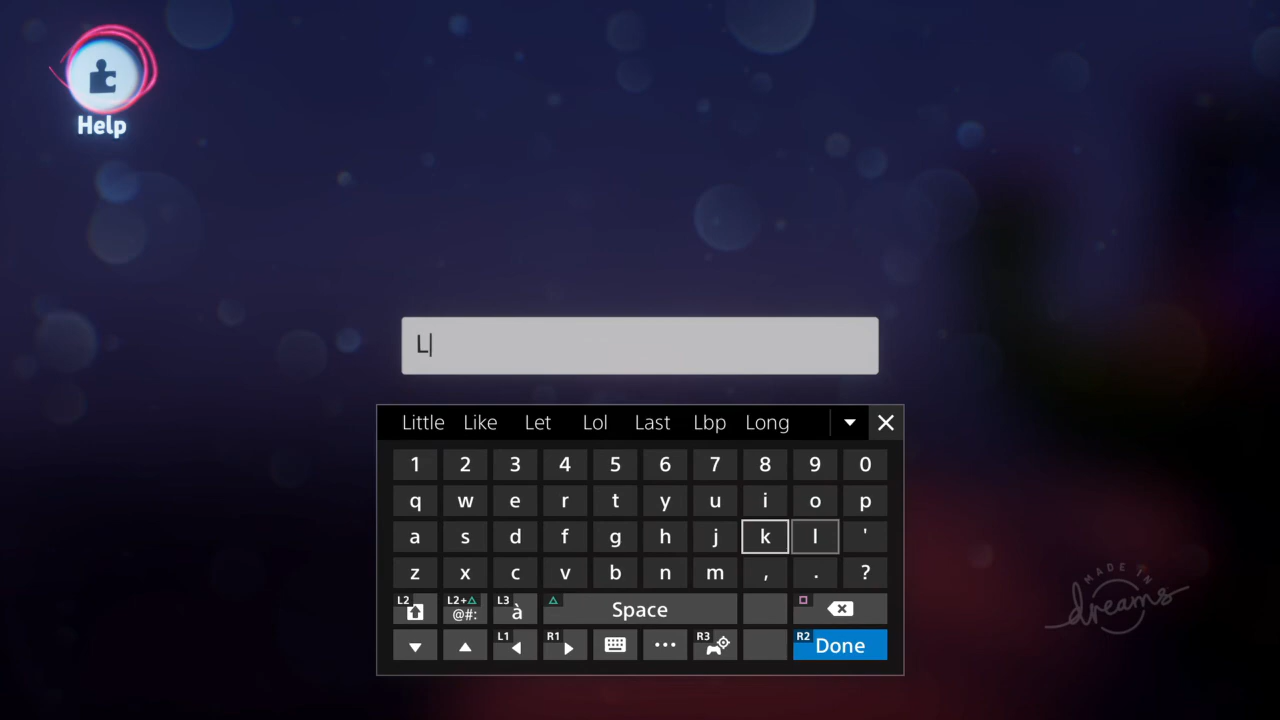 Help
L
Little Like Let Lol Last Lbp Long
1 2 3 4 5 6 7 8 9 0
q w e r t y u i o p
a s d f g h j k l '
z x c v b n m , . ?
L2 L2+△ @#: L3 à △ Space □
L1 R1 ... R3 R2 Done
MADE IN
dreams